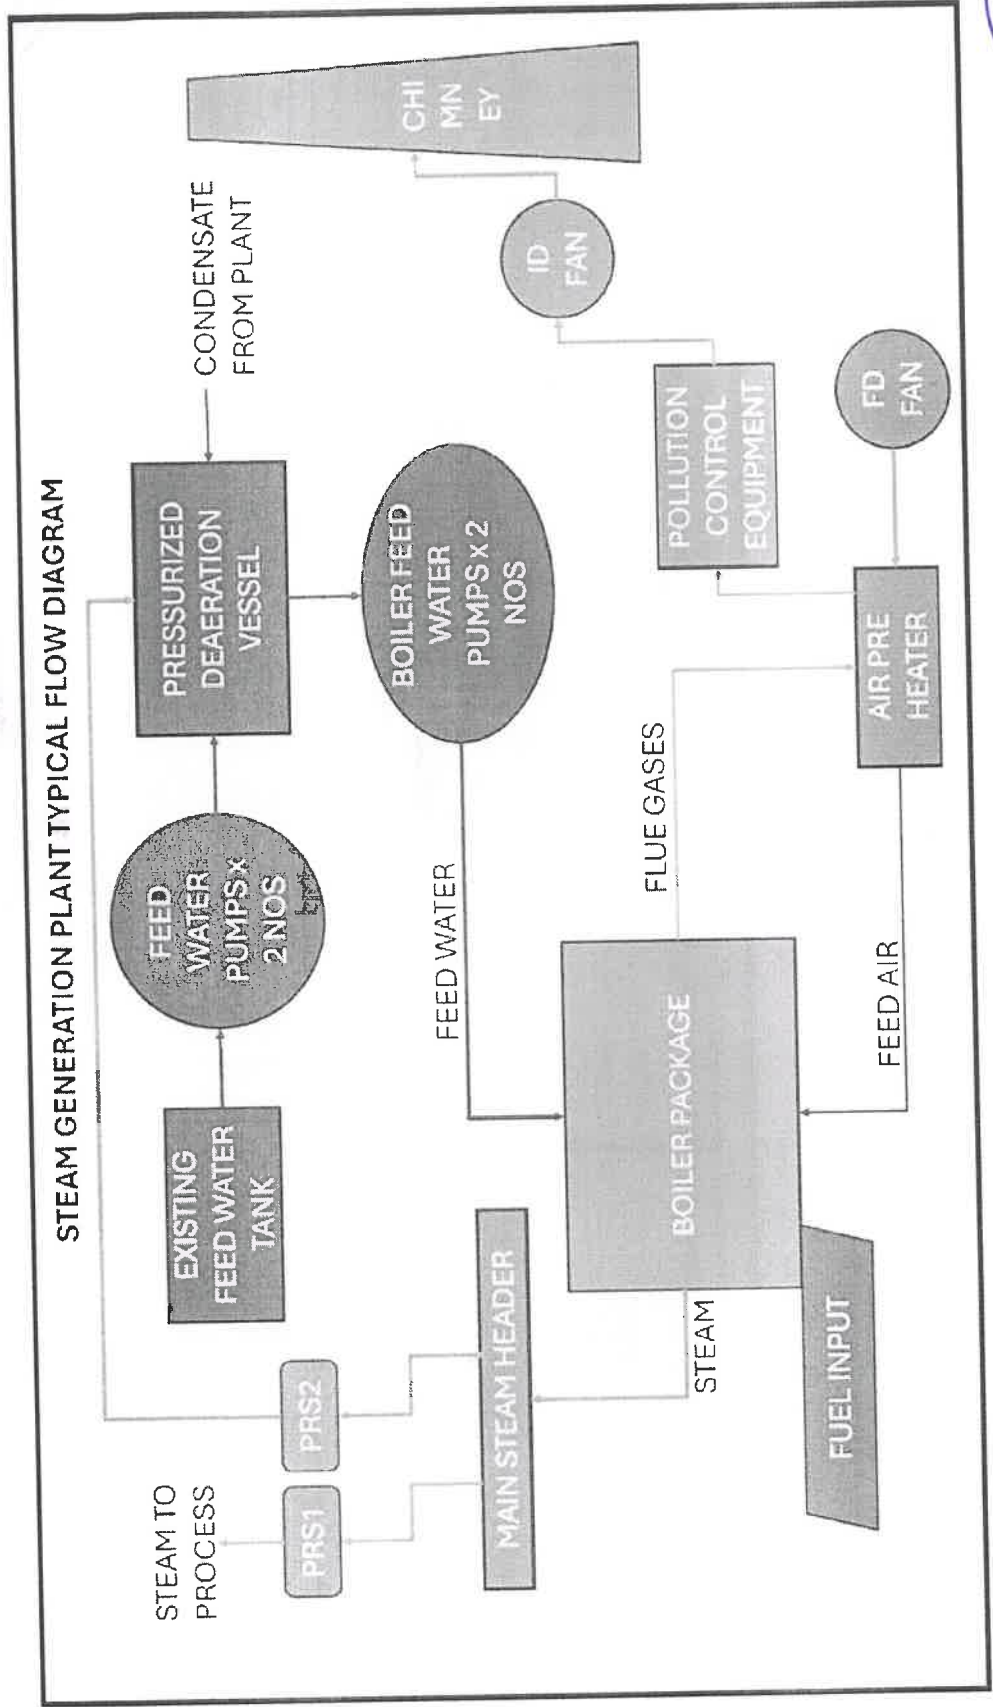 STEAM GENERATION PLANT TYPICAL FLOW DIAGRAM
STEAM TO
PROCESS
PRS1
PRS2
EXISTING
FEED WATER
TANK
FEED
WATER
PUMPS x
2 NOS
PRESSURIZED
DEAERATION
VESSEL
CONDENSATE
FROM PLANT
BOILER FEED
WATER
PUMPS x 2
NOS
FEED WATER
MAIN STEAM HEADER
STEAM
BOILER PACKAGE
FUEL INPUT
FLUE GASES
FEED AIR
AIR PRE
HEATER
POLLUTION
CONTROL
EQUIPMENT
ID
FAN
FD
FAN
CHI
MN
EY